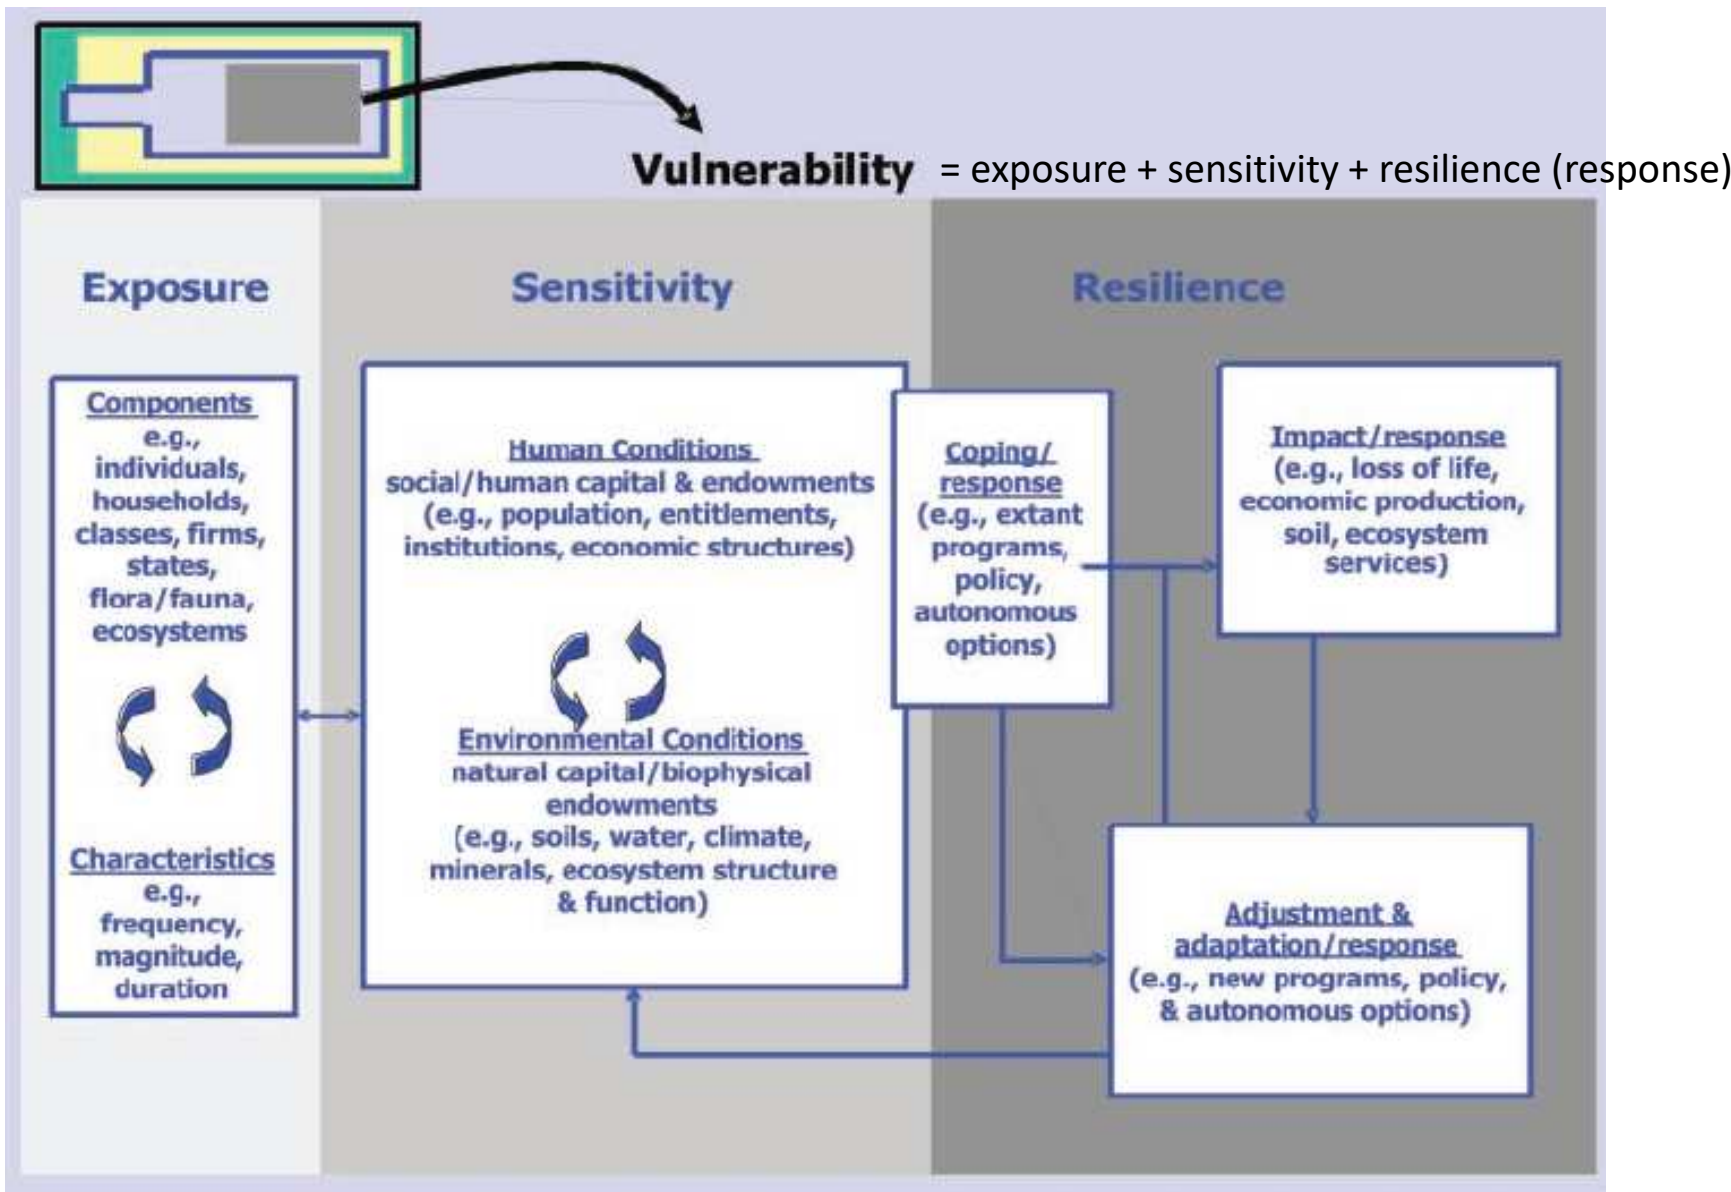 Vulnerability = exposure + sensitivity + resilience (response)
Exposure
Sensitivity
Resilience
Components
e.g.,
individuals,
households,
classes, firms,
states,
flora/fauna,
ecosystems
Characteristics
e.g.,
frequency,
magnitude,
duration
Human Conditions
social/human capital & endowments
(e.g., population, entitlements,
institutions, economic structures)
Environmental Conditions
natural capital/biophysical
endowments
(e.g., soils, water, climate,
minerals, ecosystem structure
& function)
Coping/
response
(e.g., extant
programs,
policy,
autonomous
options)
Impact/response
(e.g., loss of life,
economic production,
soil, ecosystem
services)
Adjustment &
adaptation/response
(e.g., new programs, policy,
& autonomous options)